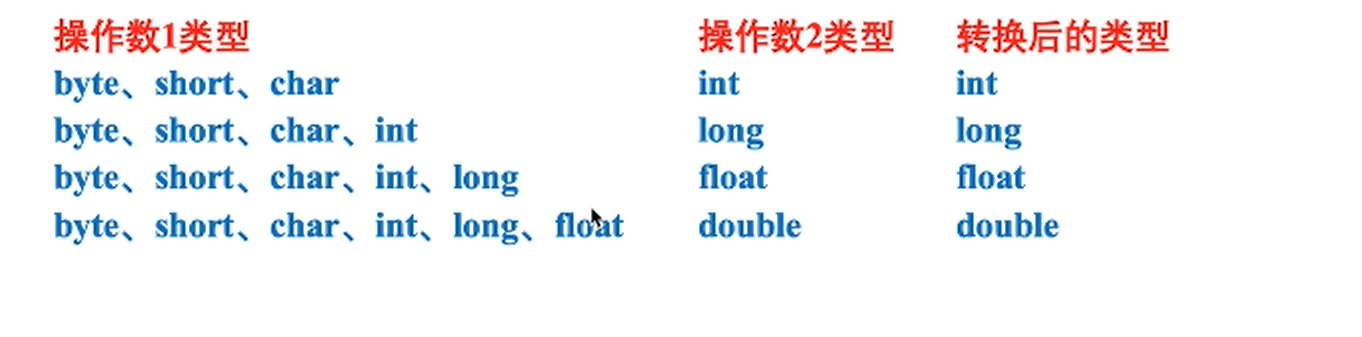 操作数1类型 操作数2类型 转换后的类型
byte、short、char int int
byte、short、char、int long long
byte、short、char、int、long float float
byte、short、char、int、long、float double double